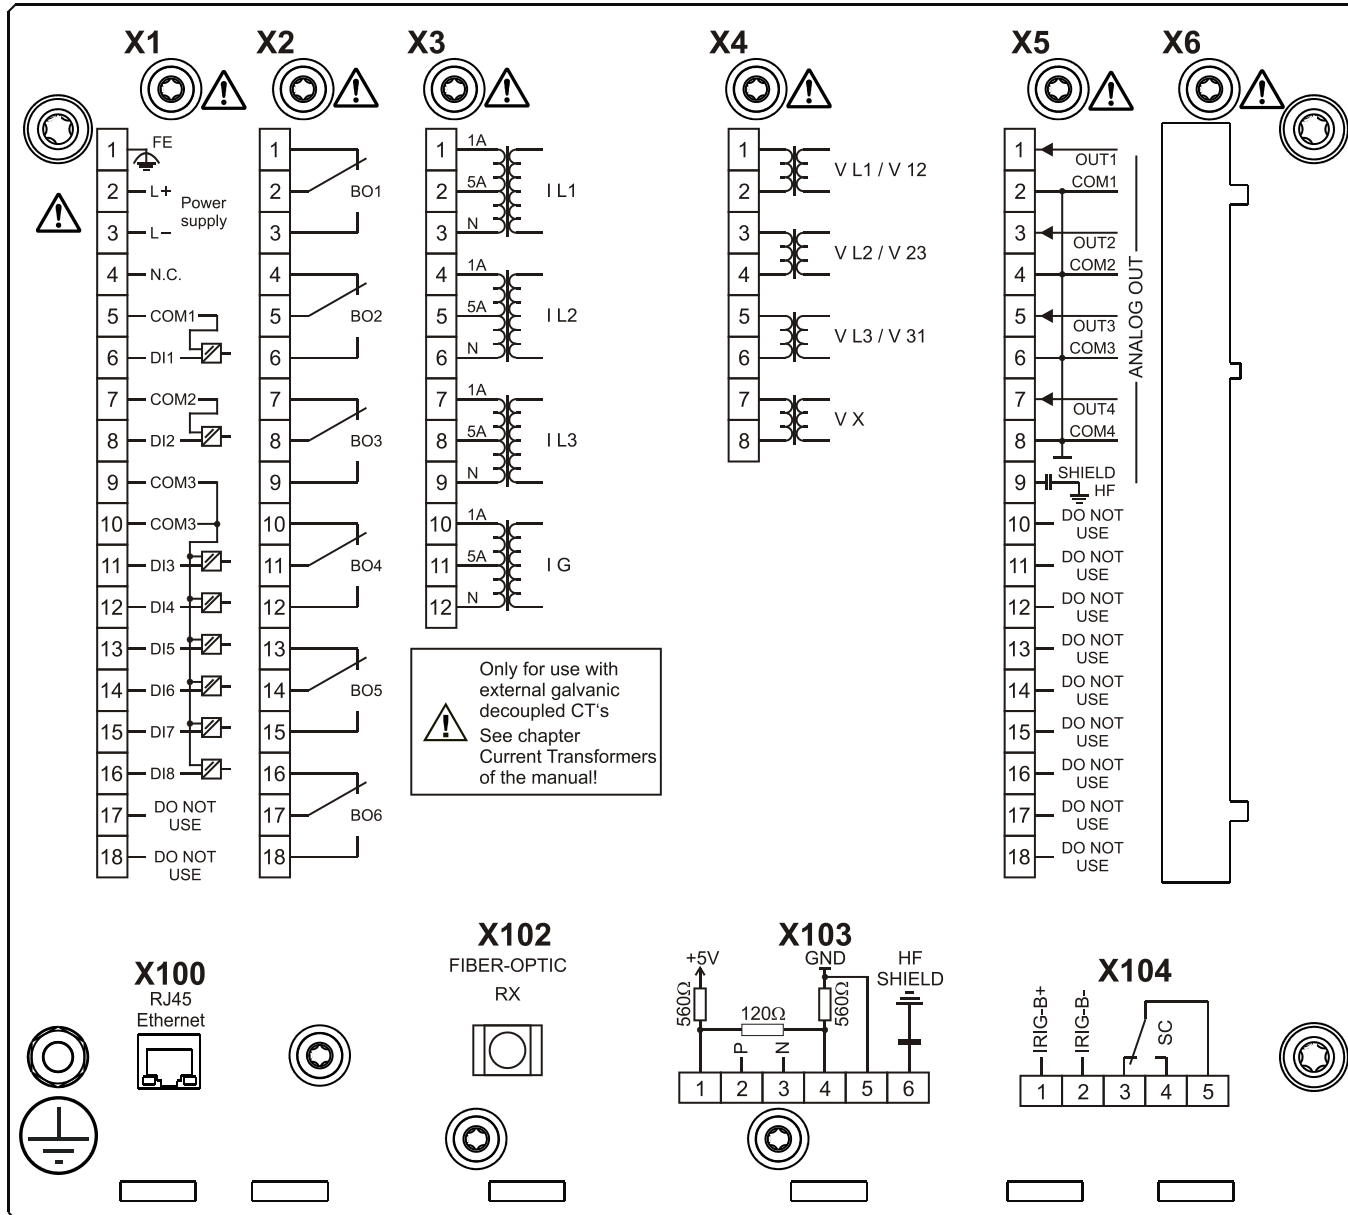 X1
X2
X3
X4
X5
X6
1
FE
2
L+
Power
supply
3
L−
4
N.C.
5
COM1
6
DI1
7
COM2
8
DI2
9
COM3
10
COM3
11
DI3
12
DI4
13
DI5
14
DI6
15
DI7
16
DI8
17
DO NOT
USE
18
DO NOT
USE
1
2
BO1
3
4
5
BO2
6
7
8
BO3
9
10
11
BO4
12
13
14
BO5
15
16
17
BO6
18
1
1A
2
5A
I L1
3
N
4
1A
5
5A
I L2
6
N
7
1A
8
5A
I L3
9
N
10
1A
11
5A
I G
12
N
Only for use with
external galvanic
decoupled CT‘s
See chapter
Current Transformers
of the manual!
1
V L1 / V 12
2
3
V L2 / V 23
4
5
V L3 / V 31
6
7
V X
8
1
OUT1
2
COM1
3
OUT2
4
COM2
5
OUT3
6
COM3
7
OUT4
8
COM4
ANALOG OUT
9
SHIELD
HF
10
DO NOT
USE
11
DO NOT
USE
12
DO NOT
USE
13
DO NOT
USE
14
DO NOT
USE
15
DO NOT
USE
16
DO NOT
USE
17
DO NOT
USE
18
DO NOT
USE
X100
RJ45
Ethernet
X102
FIBER-OPTIC
RX
X103
+5V
GND
HF
SHIELD
560Ω
120Ω
560Ω
P
N
1 2 3 4 5 6
X104
IRIG-B+
IRIG-B-
SC
1 2 3 4 5